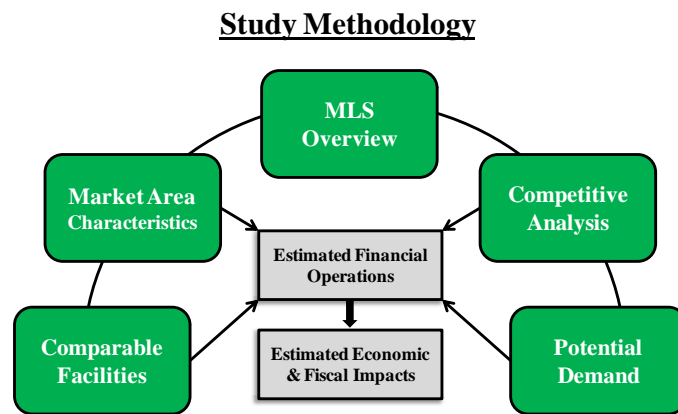 Study Methodology
MLS
Overview
Market Area
Characteristics
Competitive
Analysis
Estimated Financial
Operations
Comparable
Facilities
Estimated Economic
& Fiscal Impacts
Potential
Demand